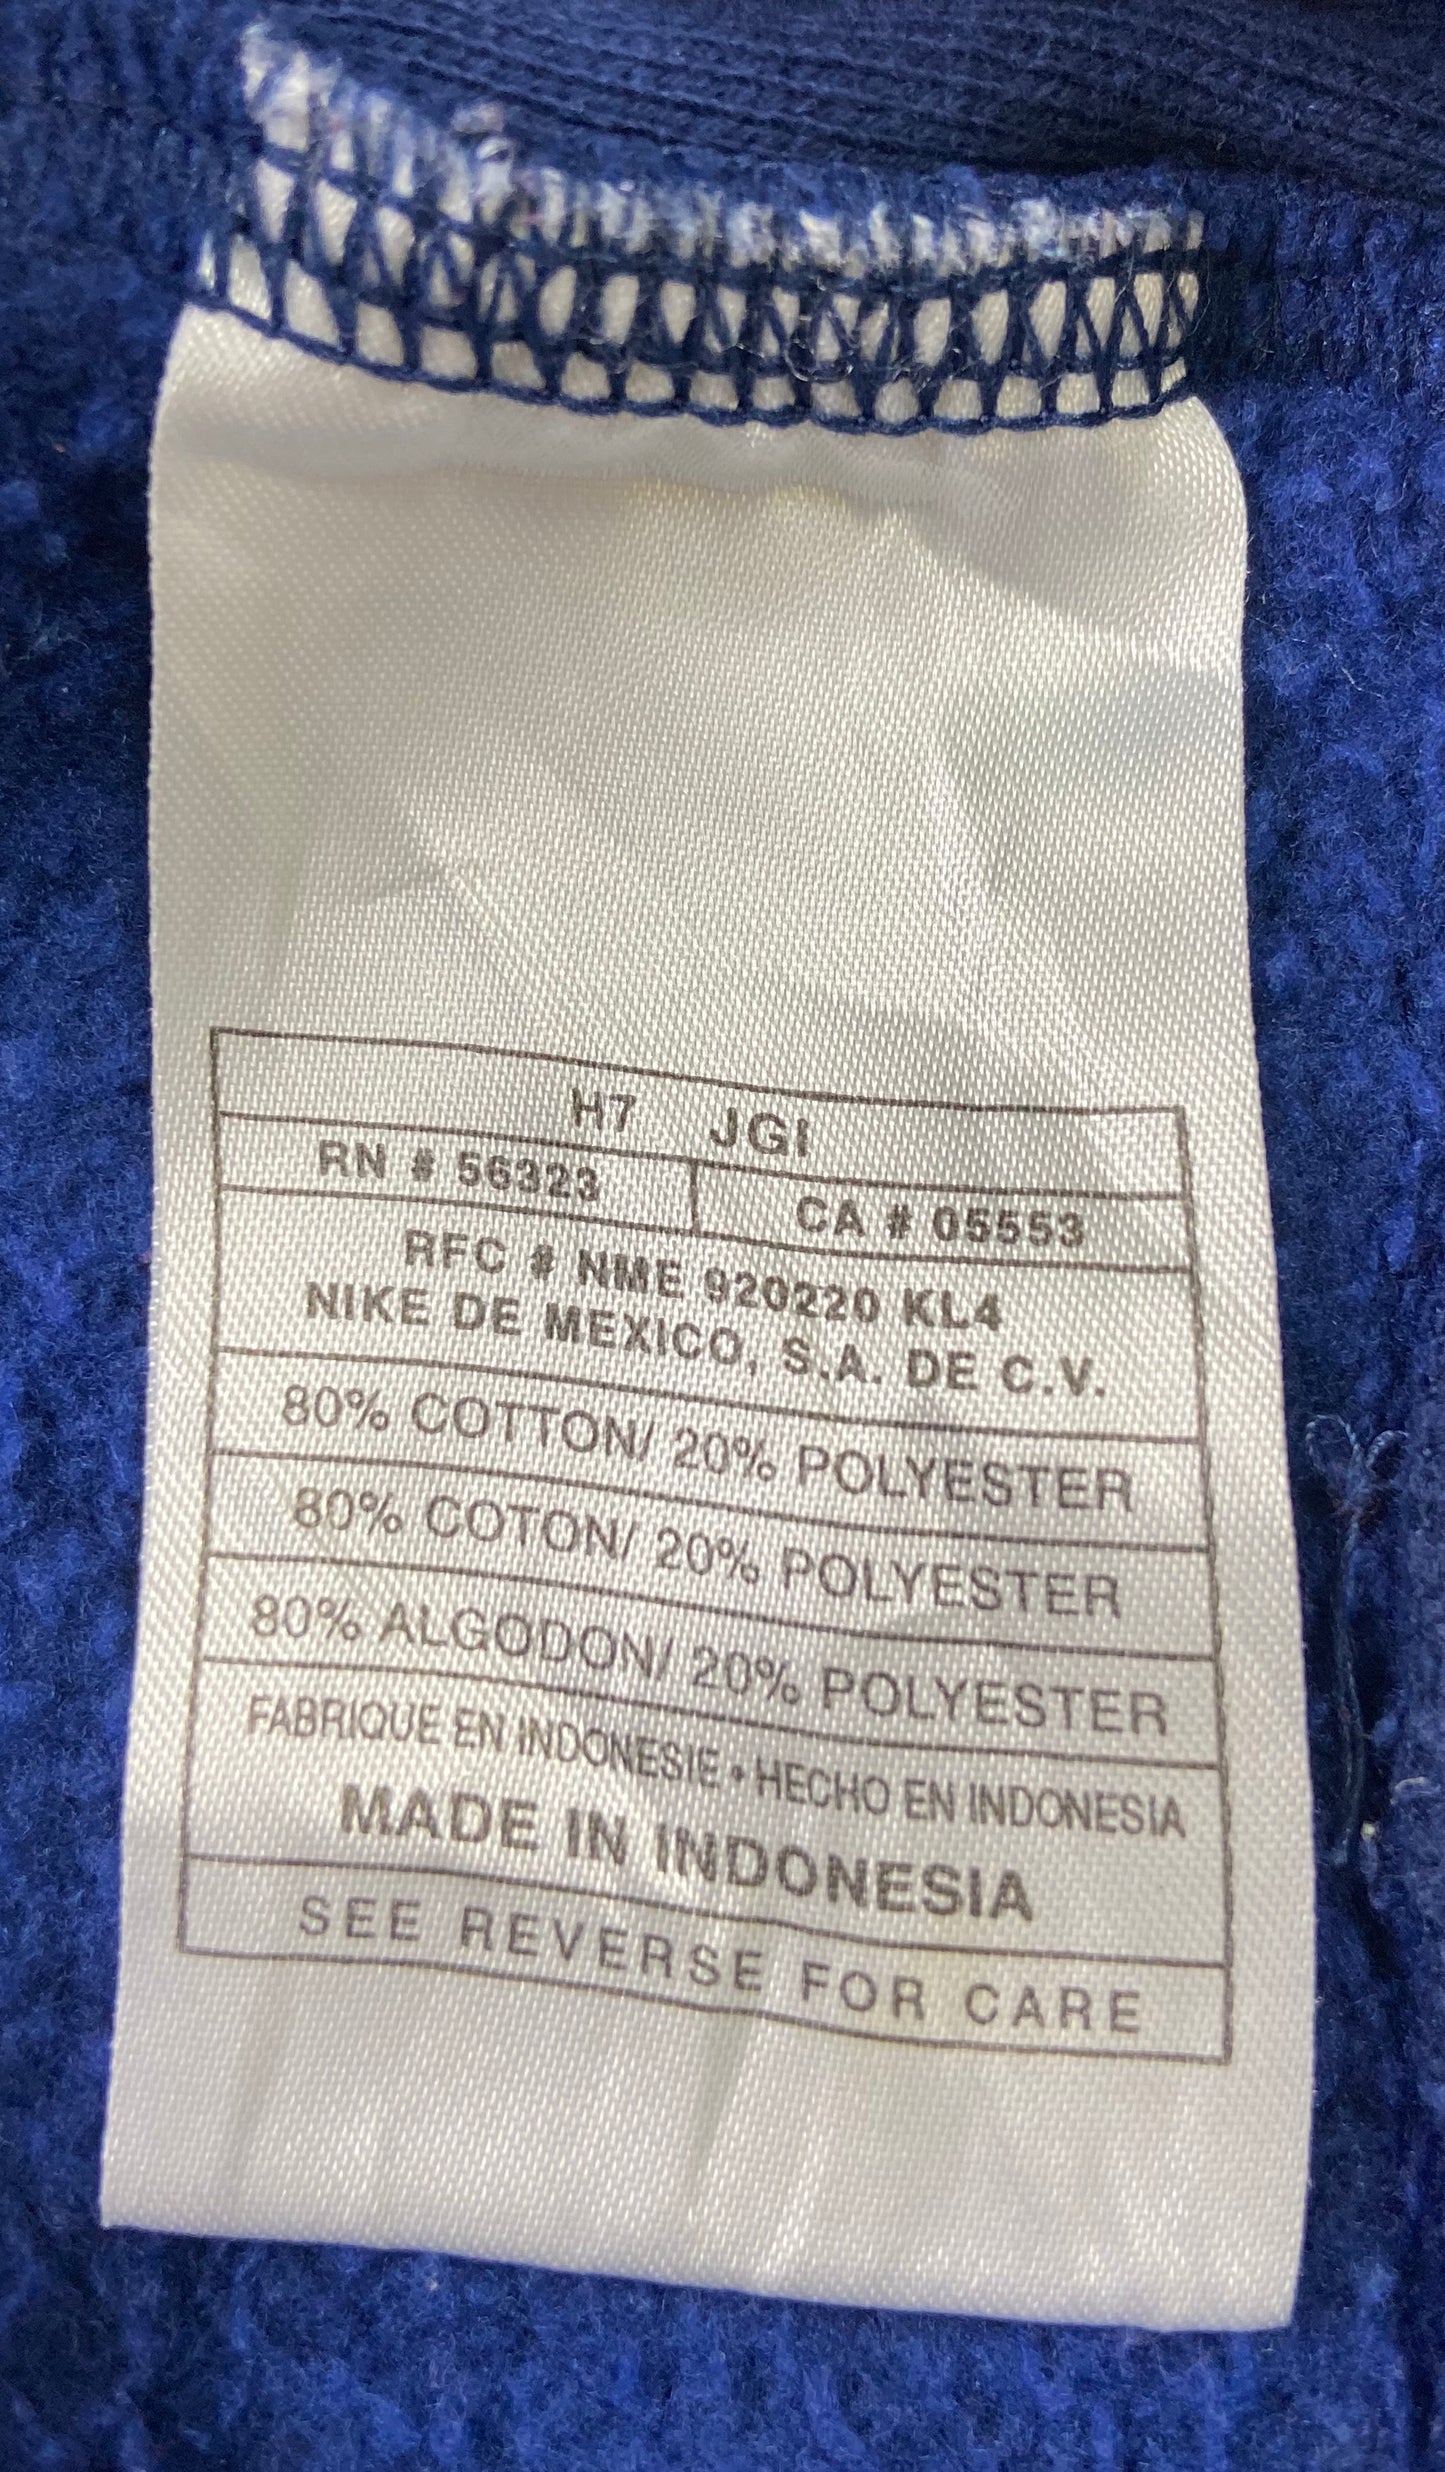 H7 JGI
RN # 56323
CA # 05553
RFC # NME 920220 KL4
NIKE DE MEXICO, S.A. DE C.V.
80% COTTON/ 20% POLYESTER
80% COTON/ 20% POLYESTER
80% ALGODON/ 20% POLYESTER
FABRIQUE EN INDONESIE • HECHO EN INDONESIA
MADE IN INDONESIA
SEE REVERSE FOR CARE